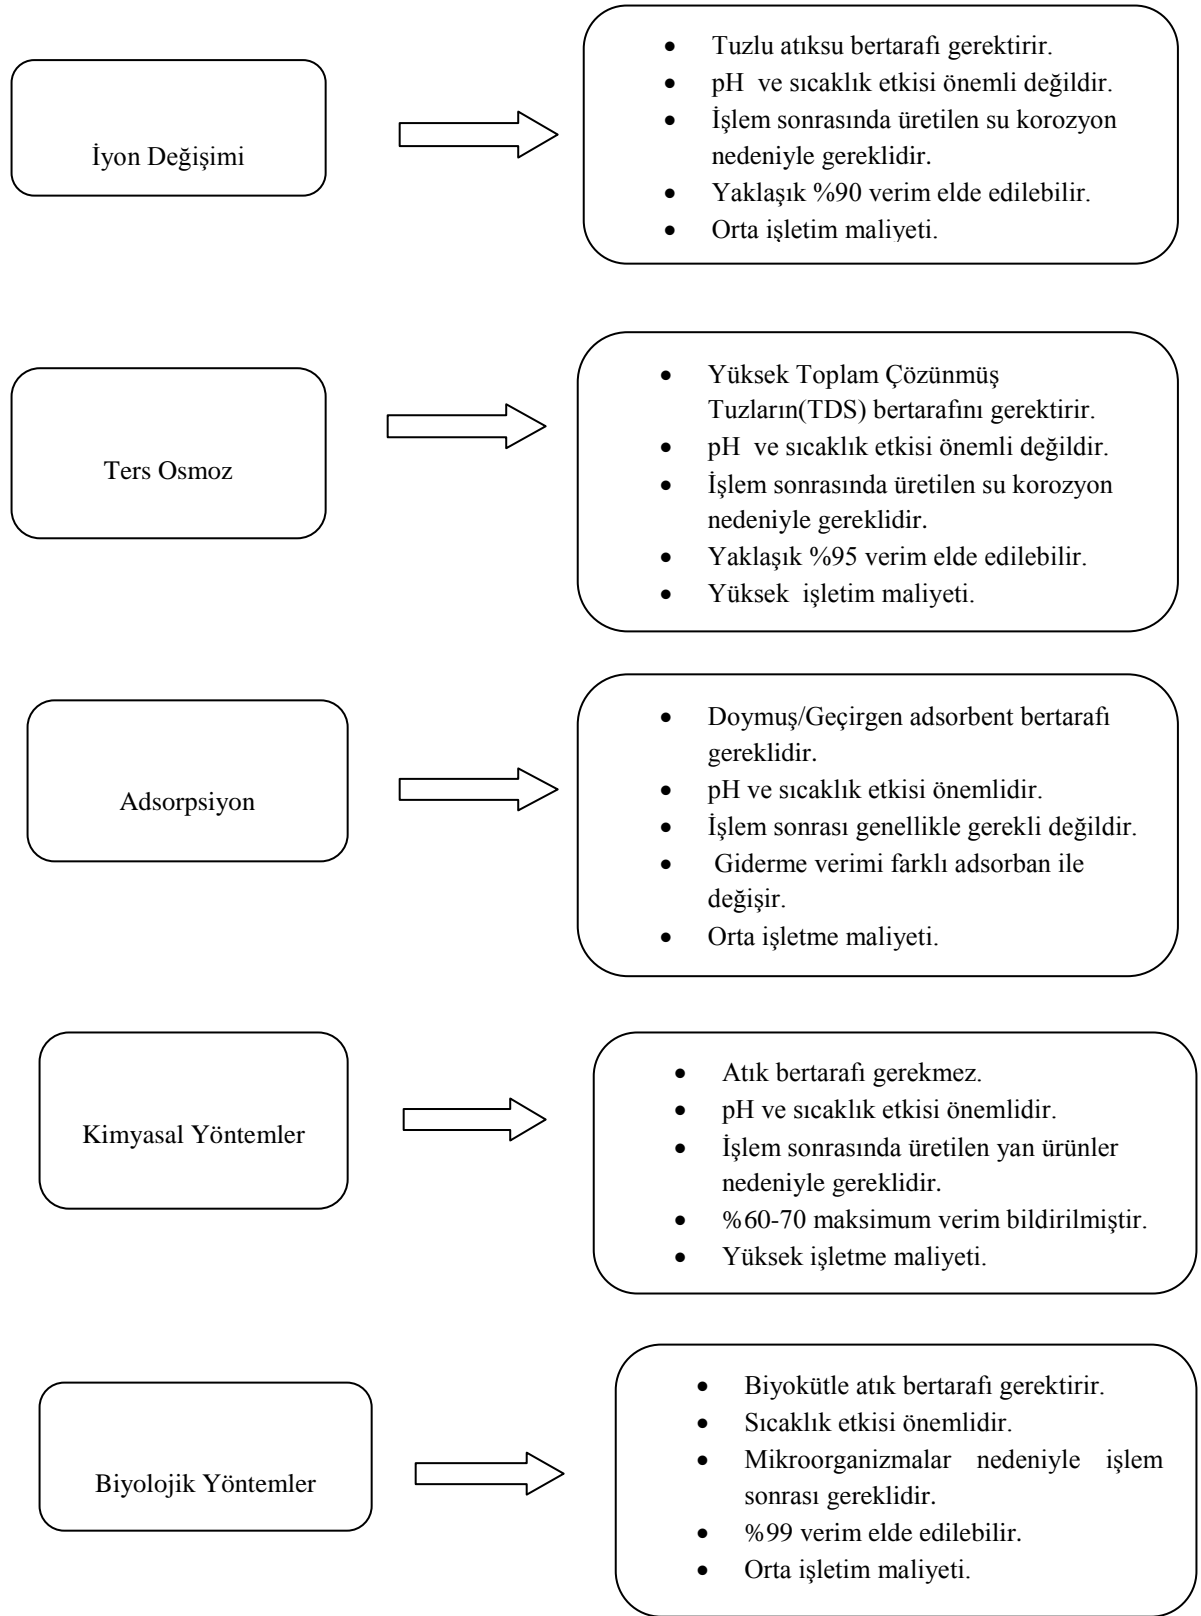 İyon Değişimi
• Tuzlu atıksu bertarafı gerektirir.
• pH ve sıcaklık etkisi önemli değildir.
• İşlem sonrasında üretilen su korozyon
nedeniyle gereklidir.
• Yaklaşık %90 verim elde edilebilir.
• Orta işletim maliyeti.
Ters Osmoz
• Yüksek Toplam Çözünmüş
Tuzların(TDS) bertarafını gerektirir.
• pH ve sıcaklık etkisi önemli değildir.
• İşlem sonrasında üretilen su korozyon
nedeniyle gereklidir.
• Yaklaşık %95 verim elde edilebilir.
• Yüksek işletim maliyeti.
Adsorpsiyon
• Doymuş/Geçirgen adsorbent bertarafı
gereklidir.
• pH ve sıcaklık etkisi önemlidir.
• İşlem sonrası genellikle gerekli değildir.
• Giderme verimi farklı adsorban ile
değişir.
• Orta işletme maliyeti.
Kimyasal Yöntemler
• Atık bertarafı gerekmez.
• pH ve sıcaklık etkisi önemlidir.
• İşlem sonrasında üretilen yan ürünler
nedeniyle gereklidir.
• %60-70 maksimum verim bildirilmiştir.
• Yüksek işletme maliyeti.
Biyolojik Yöntemler
• Biyokütle atık bertarafı gerektirir.
• Sıcaklık etkisi önemlidir.
• Mikroorganizmalar nedeniyle işlem
sonrası gereklidir.
• %99 verim elde edilebilir.
• Orta işletim maliyeti.